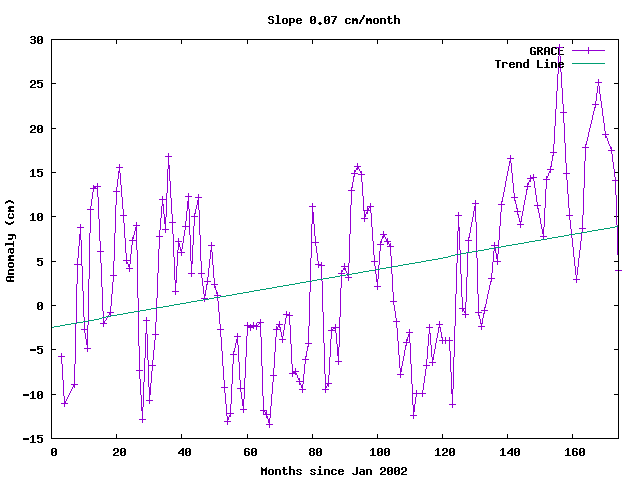 Slope 0.07 cm/month
GRACE
Trend Line
30
25
20
15
10
5
0
-5
-10
-15
Anomaly (cm)
0 20 40 60 80 100 120 140 160
Months since Jan 2002